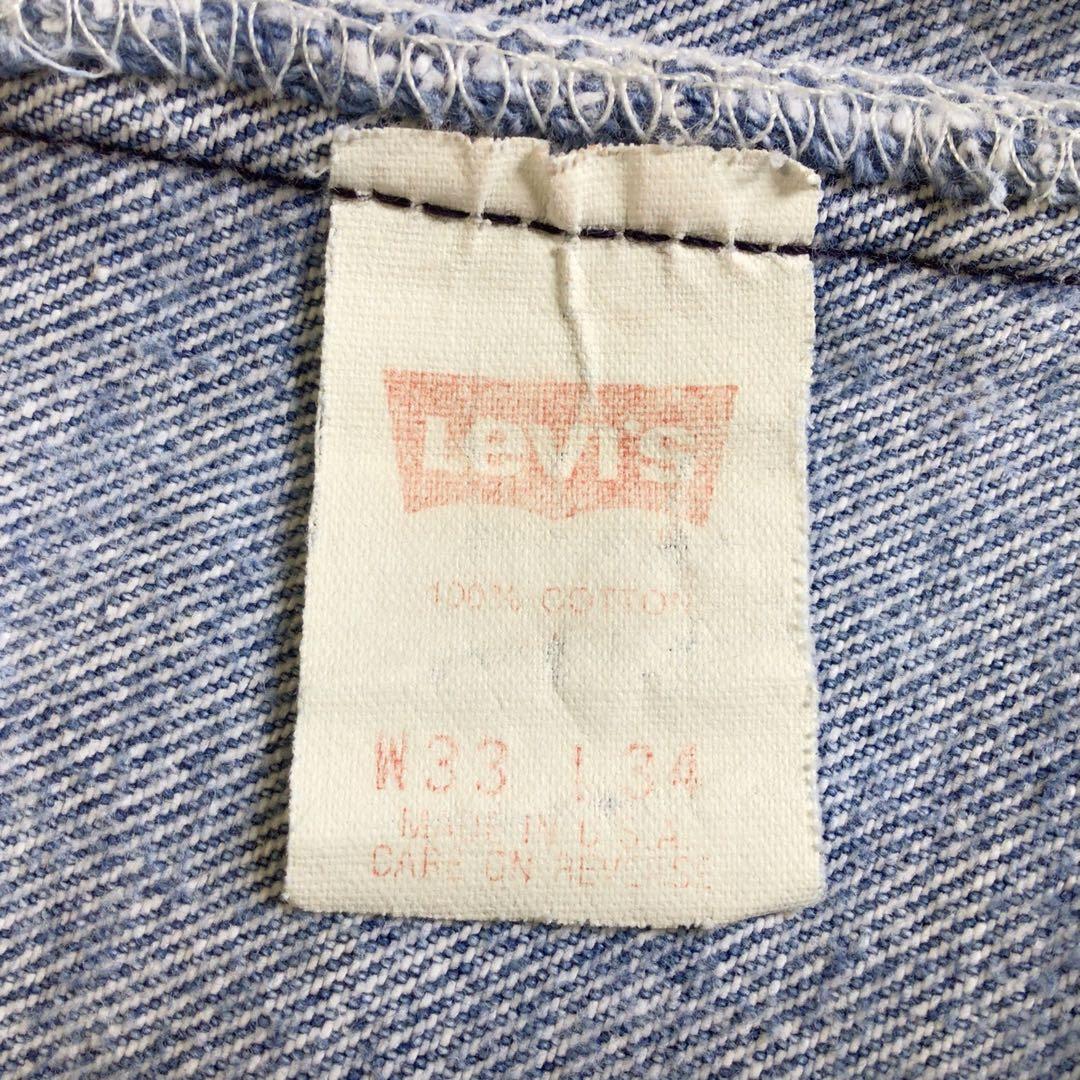 Levi's
100% COTTON
W33 L34
MADE IN U.S.A.
CARE ON REVERSE